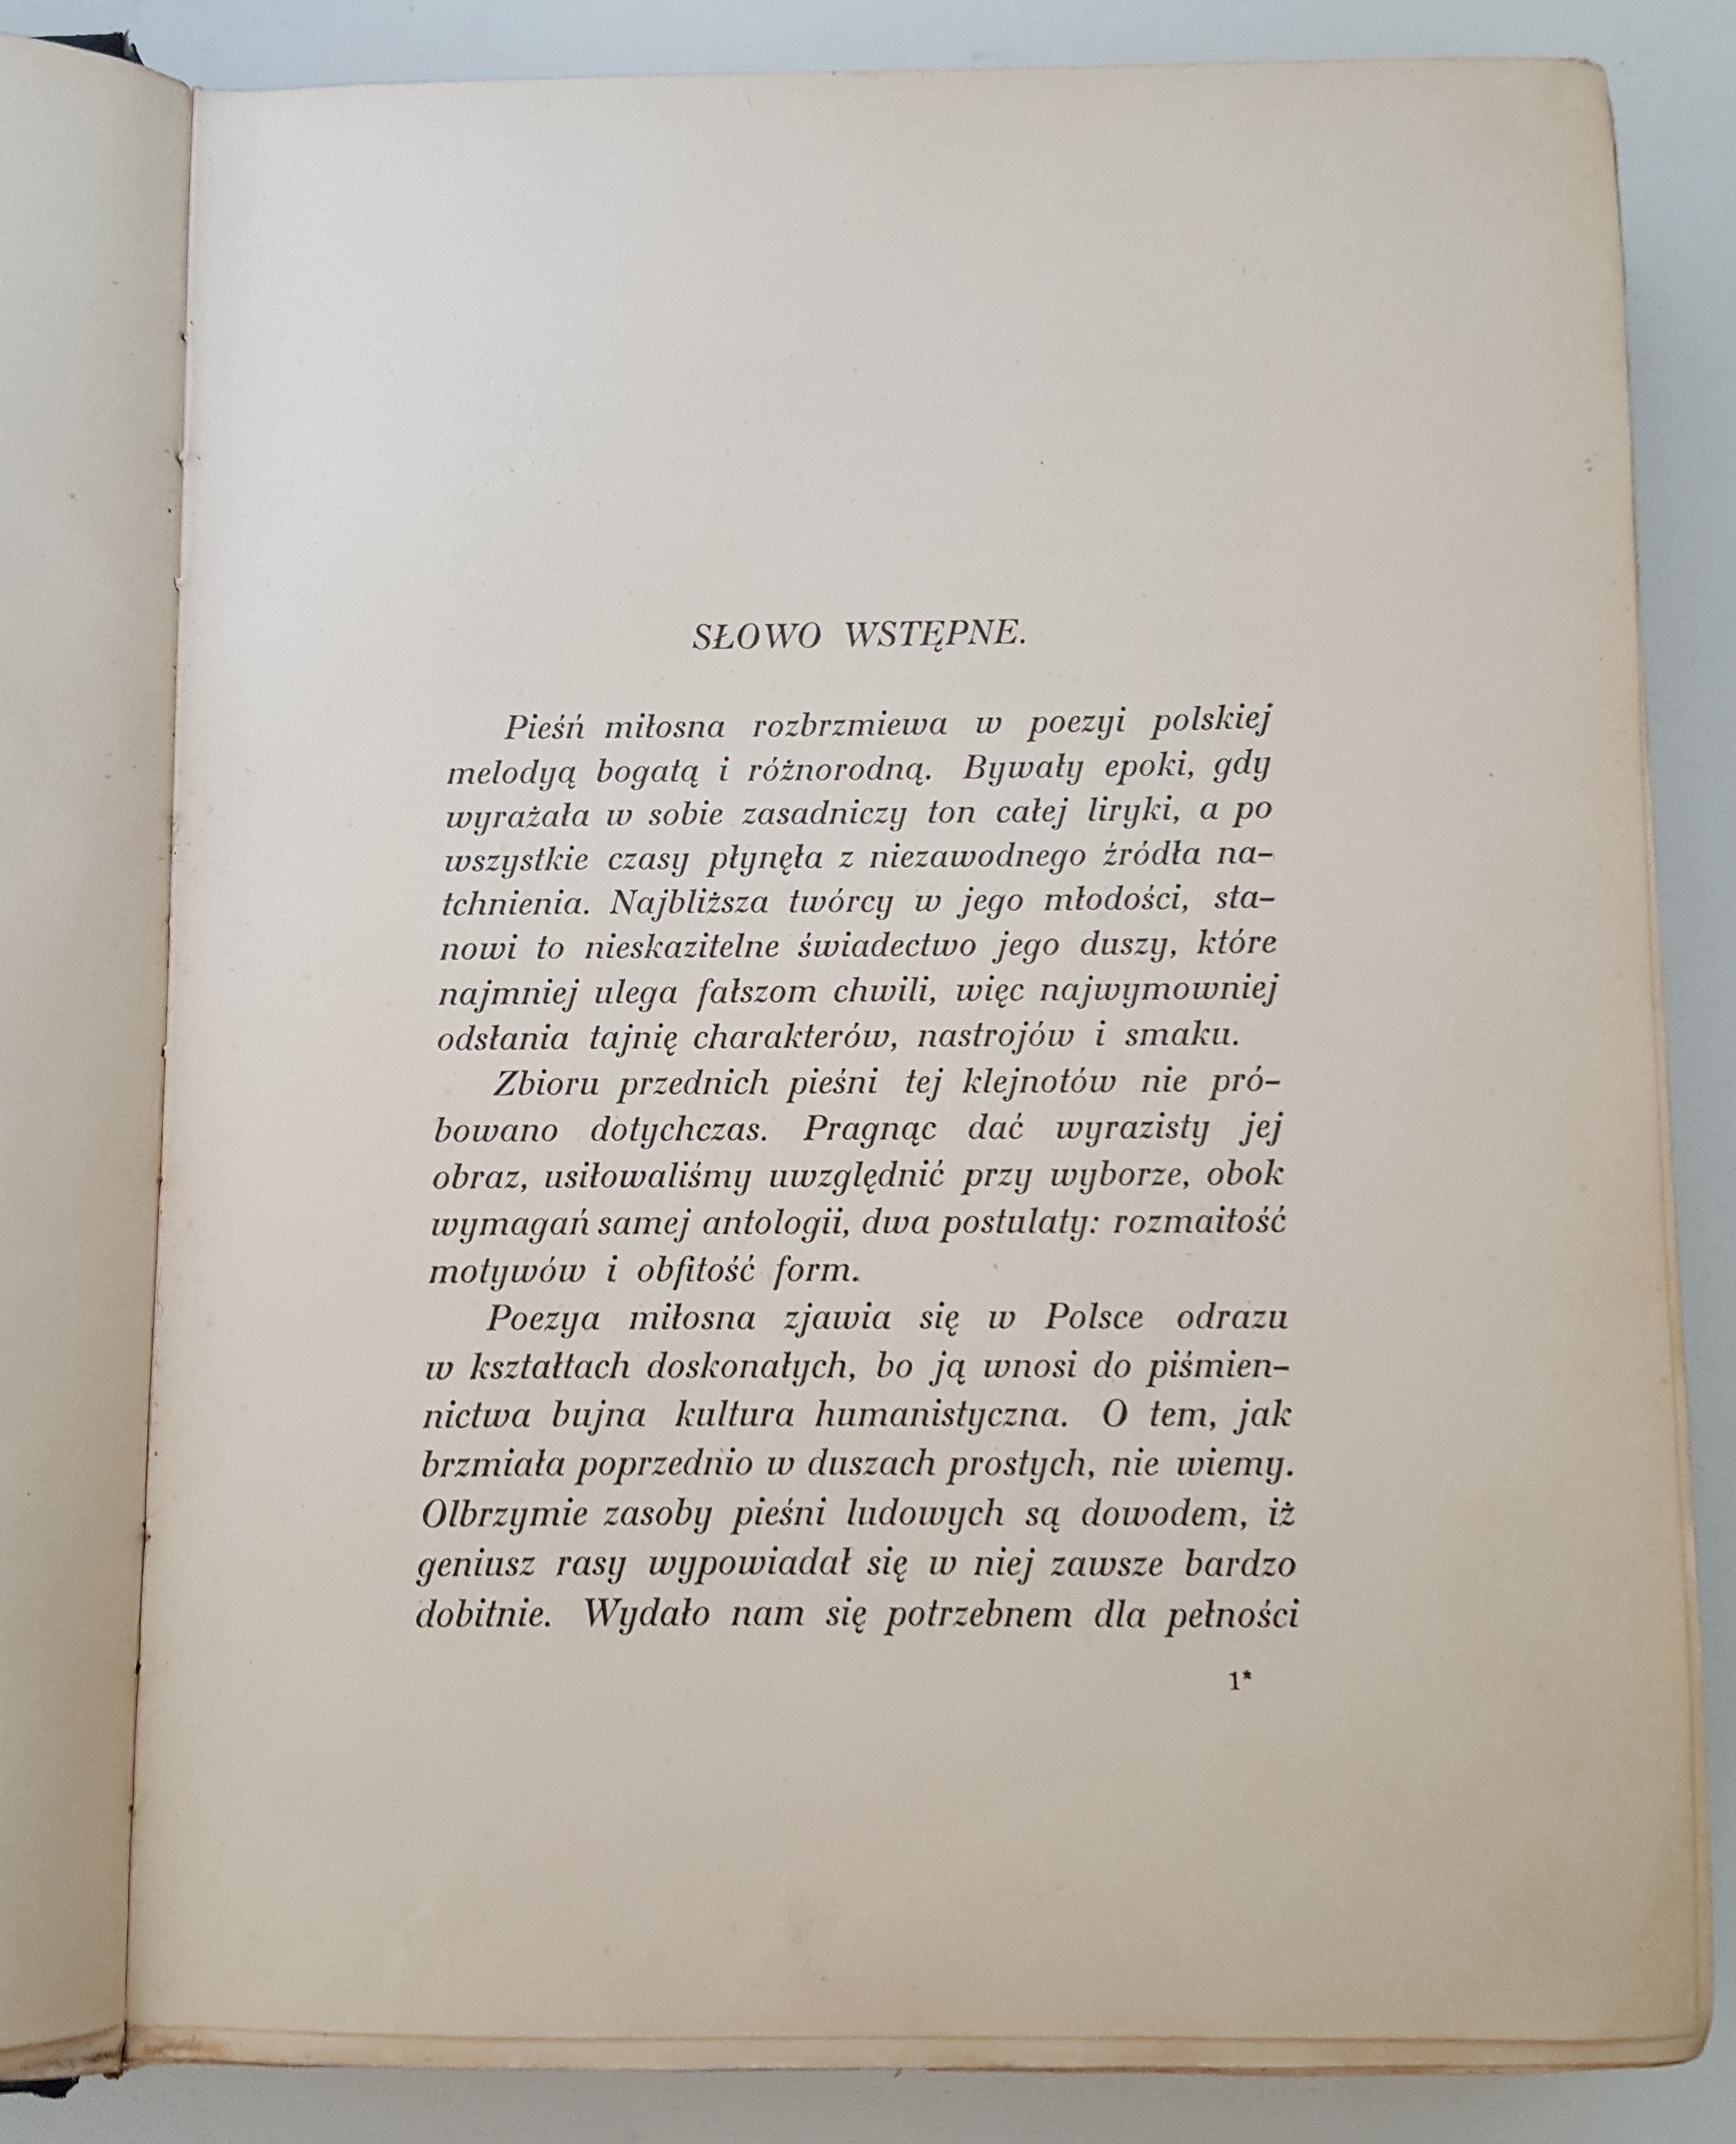 SŁOWO WSTĘPNE.
Pieśń miłosna rozbrzmiewa w poezyi polskiej
melodyą bogatą i różnorodną. Bywały epoki, gdy
wyrażała w sobie zasadniczy ton całej liryki, a po
wszystkie czasy płynęła z niezawodnego źródła na-
tchnienia. Najbliższa twórcy w jego młodości, sta-
nowi to nieskazitelne świadectwo jego duszy, które
najmniej ulega fałszom chwili, więc najwymowniej
odsłania tajnię charakterów, nastrojów i smaku.
Zbioru przednich pieśni tej klejnotów nie pró-
bowano dotychczas. Pragnąc dać wyrazisty jej
obraz, usiłowaliśmy uwzględnić przy wyborze, obok
wymagań samej antologii, dwa postulaty: rozmaitość
motywów i obfitość form.
Poezya miłosna zjawia się w Polsce odrazu
w kształtach doskonałych, bo ją wnosi do piśmien-
nictwa bujna kultura humanistyczna. O tem, jak
brzmiała poprzednio w duszach prostych, nie wiemy.
Olbrzymie zasoby pieśni ludowych są dowodem, iż
geniusz rasy wypowiadał się w niej zawsze bardzo
dobitnie. Wydało nam się potrzebnem dla pełności
1*